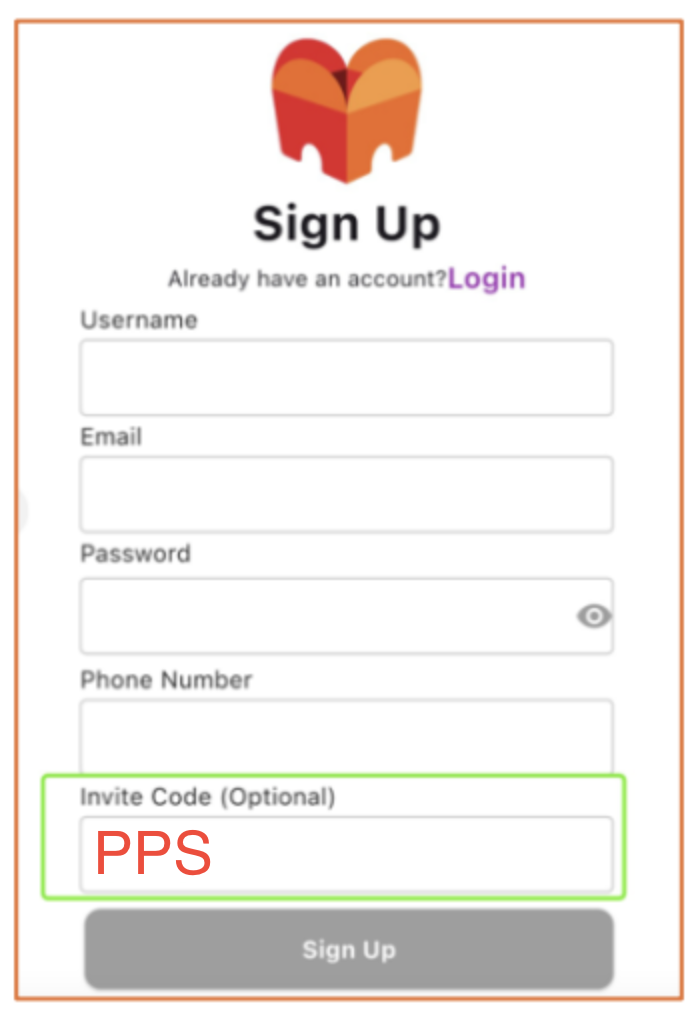 Sign Up
Already have an account?Login
Username
Email
Password
Phone Number
Invite Code (Optional)
PPS
Sign Up